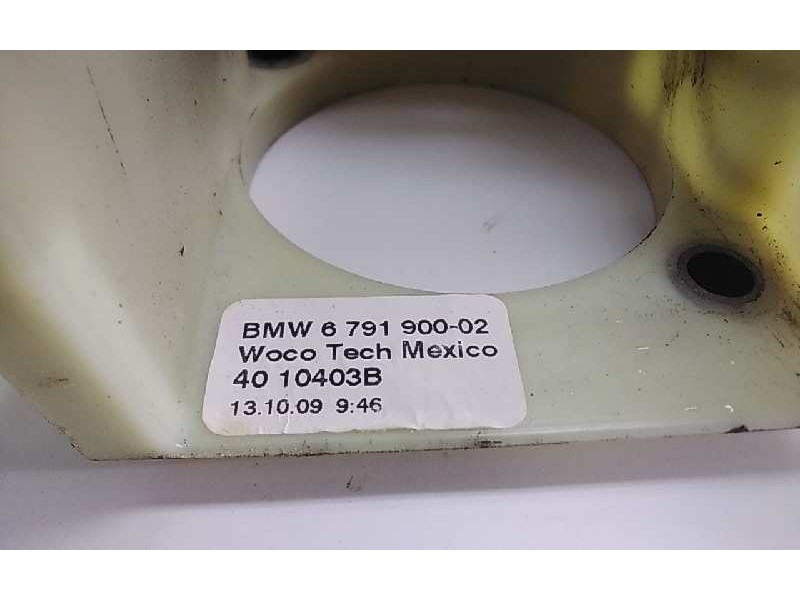 BMW 6 791 900-02
Woco Tech Mexico
40 10403B
13.10.09 9:46